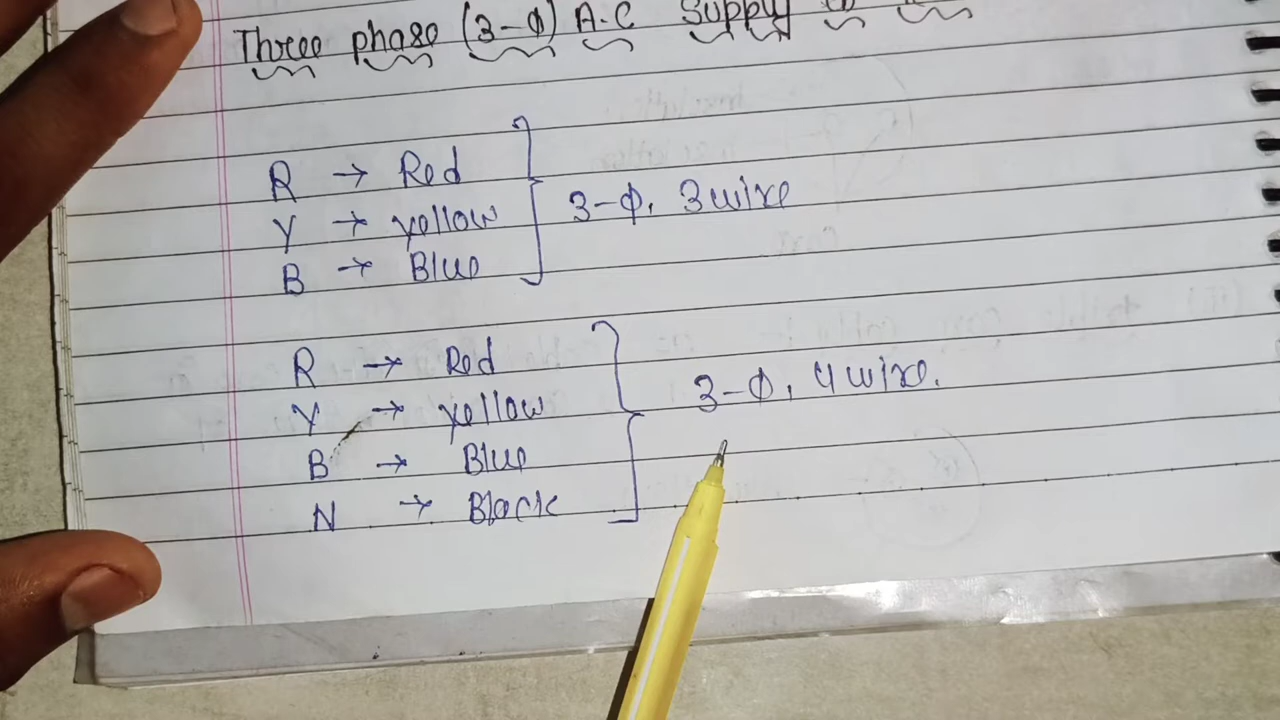 Three phase (3-Φ) A.C Supply
R → Red
Y → yellow
B → Blue
3-Φ, 3 wire
R → Red
Y → yellow
B → Blue
N → Black
3-Φ, 4 wire.